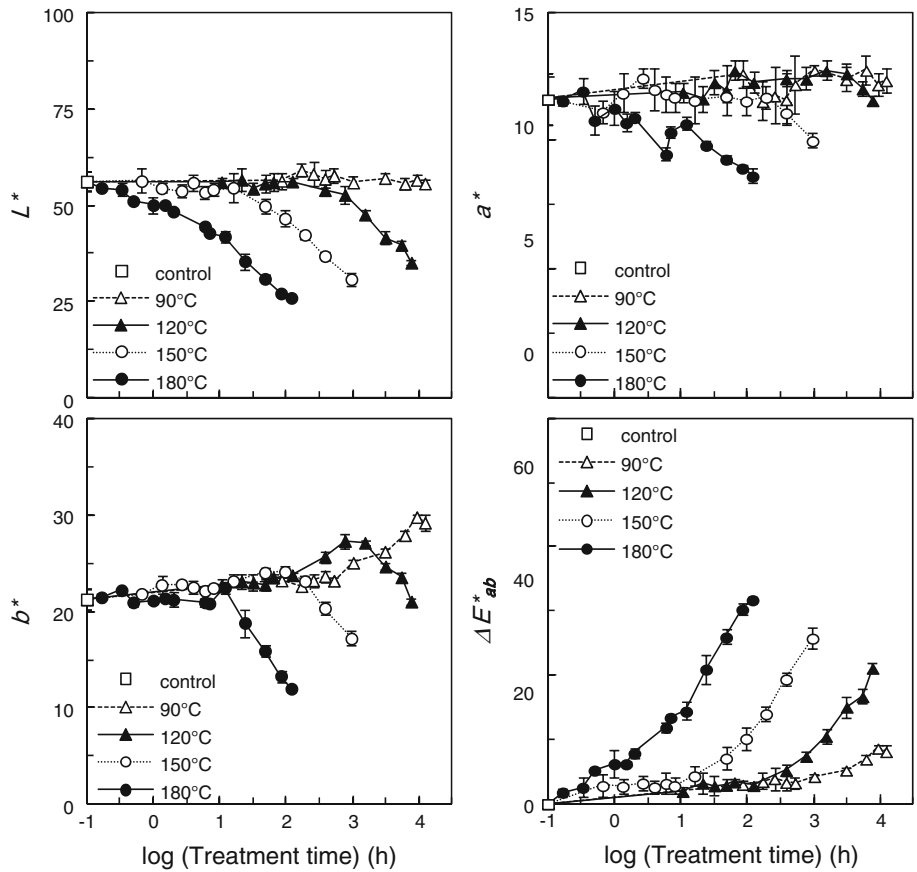 100
75
50
25
0
L*
control
90°C
120°C
150°C
180°C
15
10
5
0
a*
control
90°C
120°C
150°C
180°C
40
30
20
10
0
b*
control
90°C
120°C
150°C
180°C
-1 0 1 2 3 4
log (Treatment time) (h)
60
40
20
0
ΔE*ab
control
90°C
120°C
150°C
180°C
-1 0 1 2 3 4
log (Treatment time) (h)